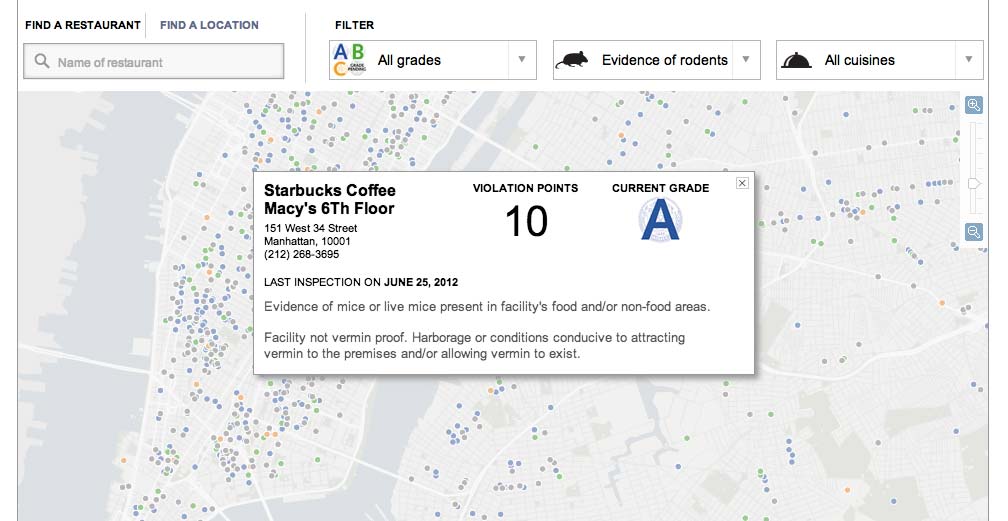 FIND A RESTAURANT FIND A LOCATION FILTER
Name of restaurant
A B C GRADE PENDING All grades Evidence of rodents All cuisines
Starbucks Coffee
Macy's 6Th Floor
151 West 34 Street
Manhattan, 10001
(212) 268-3695
VIOLATION POINTS
10
CURRENT GRADE
A
LAST INSPECTION ON JUNE 25, 2012
Evidence of mice or live mice present in facility's food and/or non-food areas.
Facility not vermin proof. Harborage or conditions conducive to attracting
vermin to the premises and/or allowing vermin to exist.